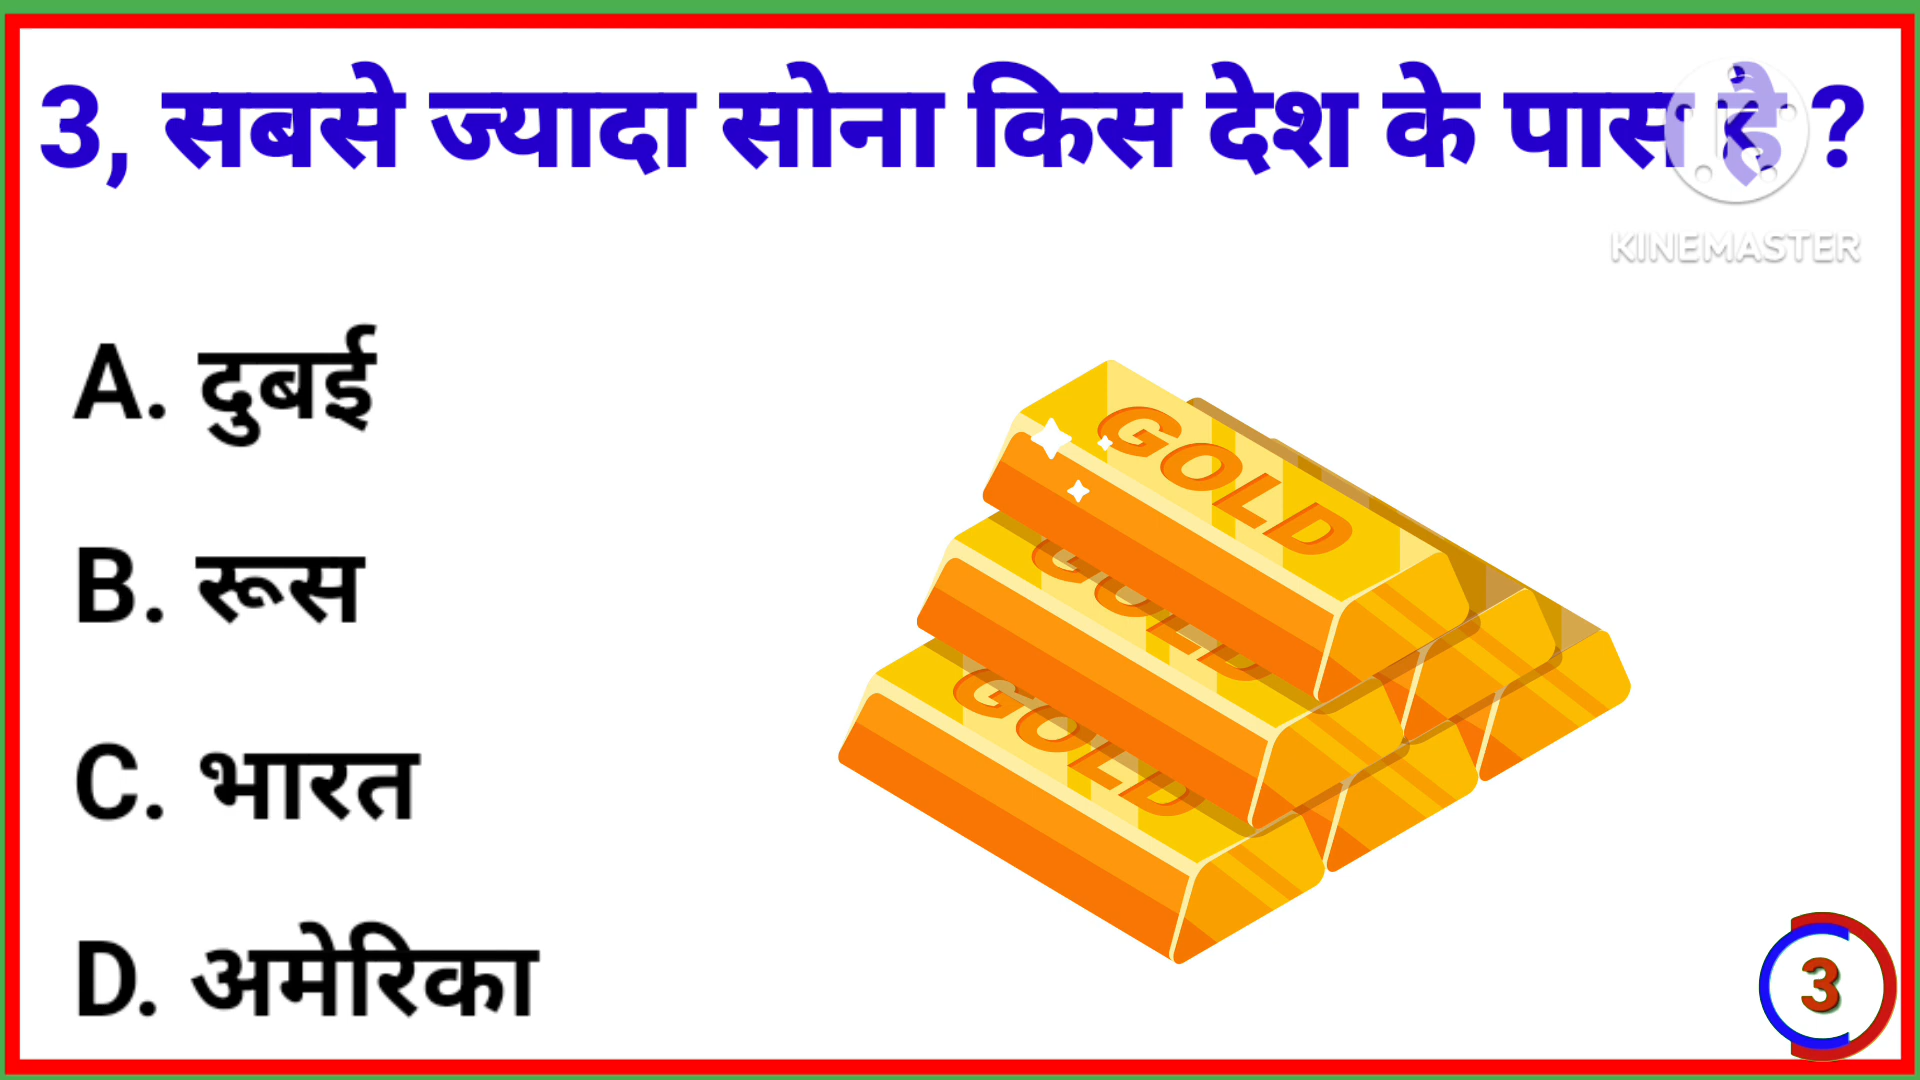 3, सबसे ज्यादा सोना किस देश के पास है ?
KINEMASTER
A. दुबई
B. रूस
C. भारत
D. अमेरिका
GOLD
GOLD
GOLD
3